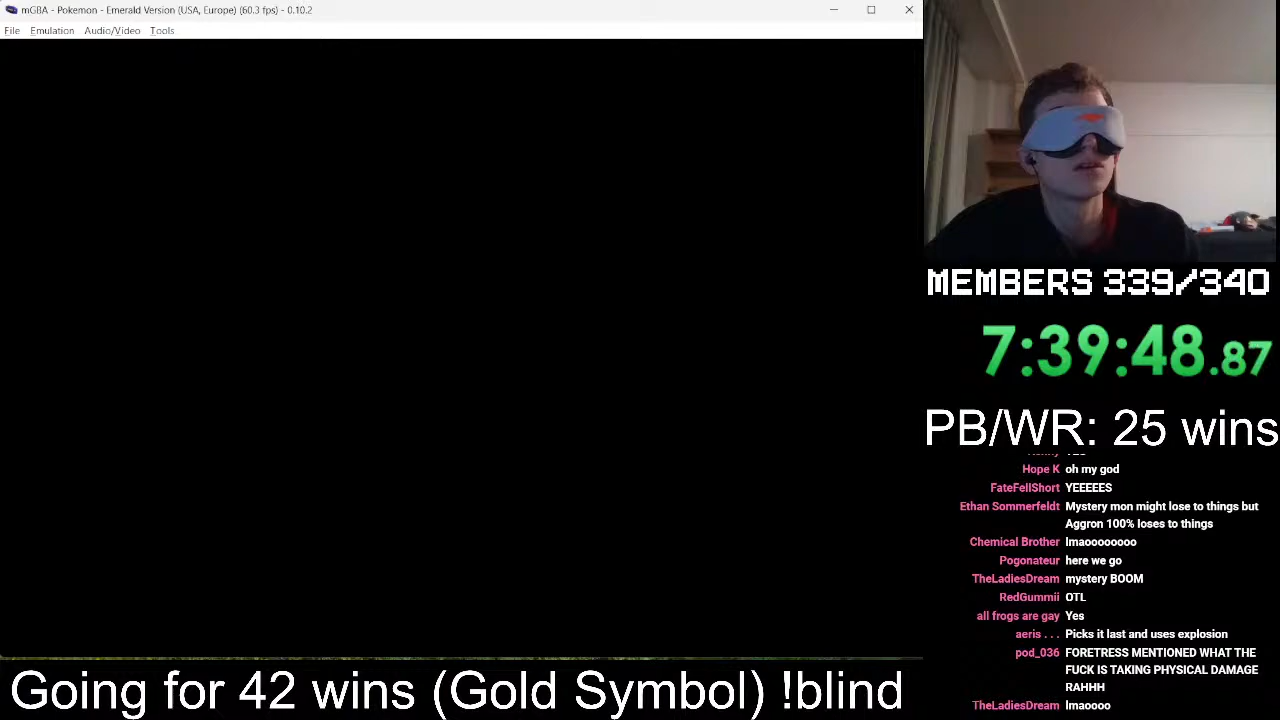 mGBA - Pokemon - Emerald Version (USA, Europe) (60.3 fps) - 0.10.2
File Emulation Audio/Video Tools
MEMBERS 339/340
7:39:48.87
PB/WR: 25 wins
Hope K oh my god
FateFellShort YEEEEES
Ethan Sommerfeldt Mystery mon might lose to things but
Aggron 100% loses to things
Chemical Brother lmaoooooooo
Pogonateur here we go
TheLadiesDream mystery BOOM
RedGummii OTL
all frogs are gay Yes
aeris . . . Picks it last and uses explosion
pod_036 FORETRESS MENTIONED WHAT THE
FUCK IS TAKING PHYSICAL DAMAGE
RAHHH
TheLadiesDream lmaoooo
Going for 42 wins (Gold Symbol) !blind